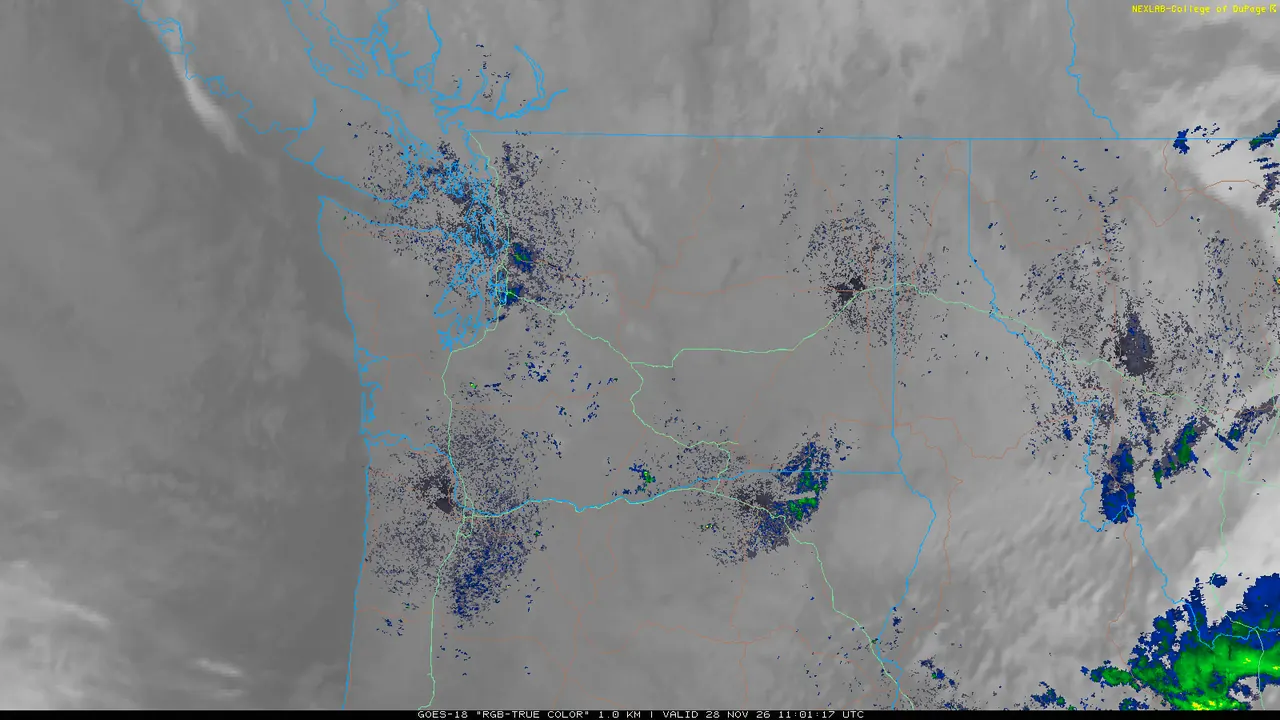 NEXLAB-College of DuPage
GOES-18 "RGB-TRUE COLOR" 1.0 KM | VALID 28 NOV 26 11:01:17 UTC